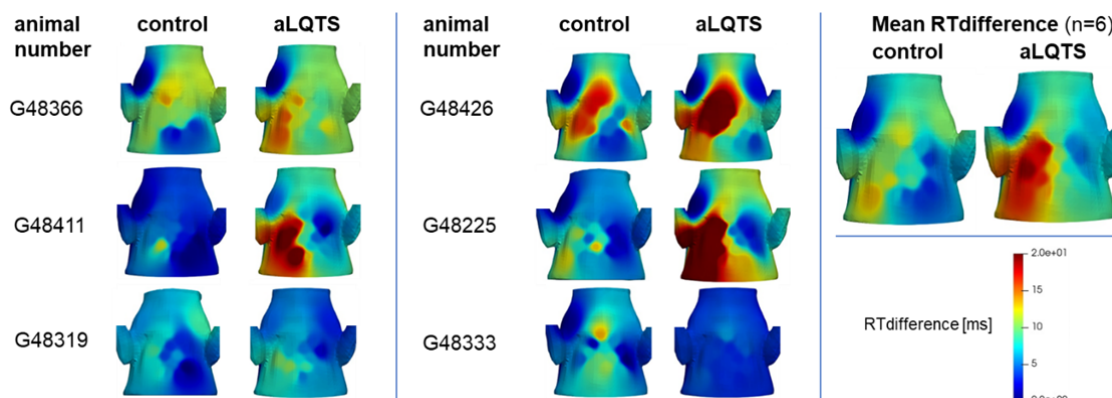 animal number control aLQTS
G48366
G48411
G48319
animal number control aLQTS
G48426
G48225
G48333
Mean RTdifference (n=6)
control aLQTS
RTdifference [ms]
2.0e+01
15
10
5